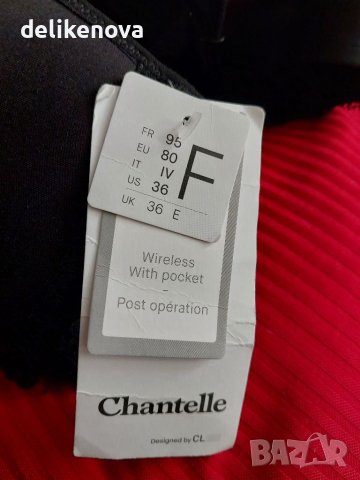 delikenova
FR 95
EU 80
IT IV
US 36
F
UK 36 E
Wireless
With pocket
Post opération
Chantelle
Designed by CL
BAZAR